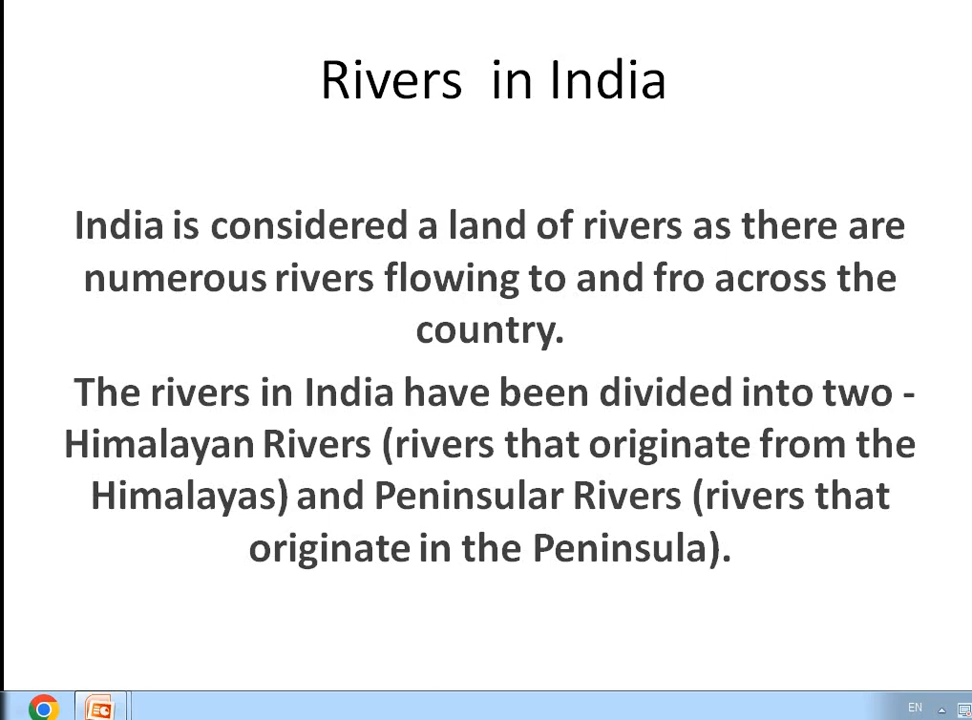 Rivers in India
India is considered a land of rivers as there are
numerous rivers flowing to and fro across the
country.
The rivers in India have been divided into two -
Himalayan Rivers (rivers that originate from the
Himalayas) and Peninsular Rivers (rivers that
originate in the Peninsula).
EN